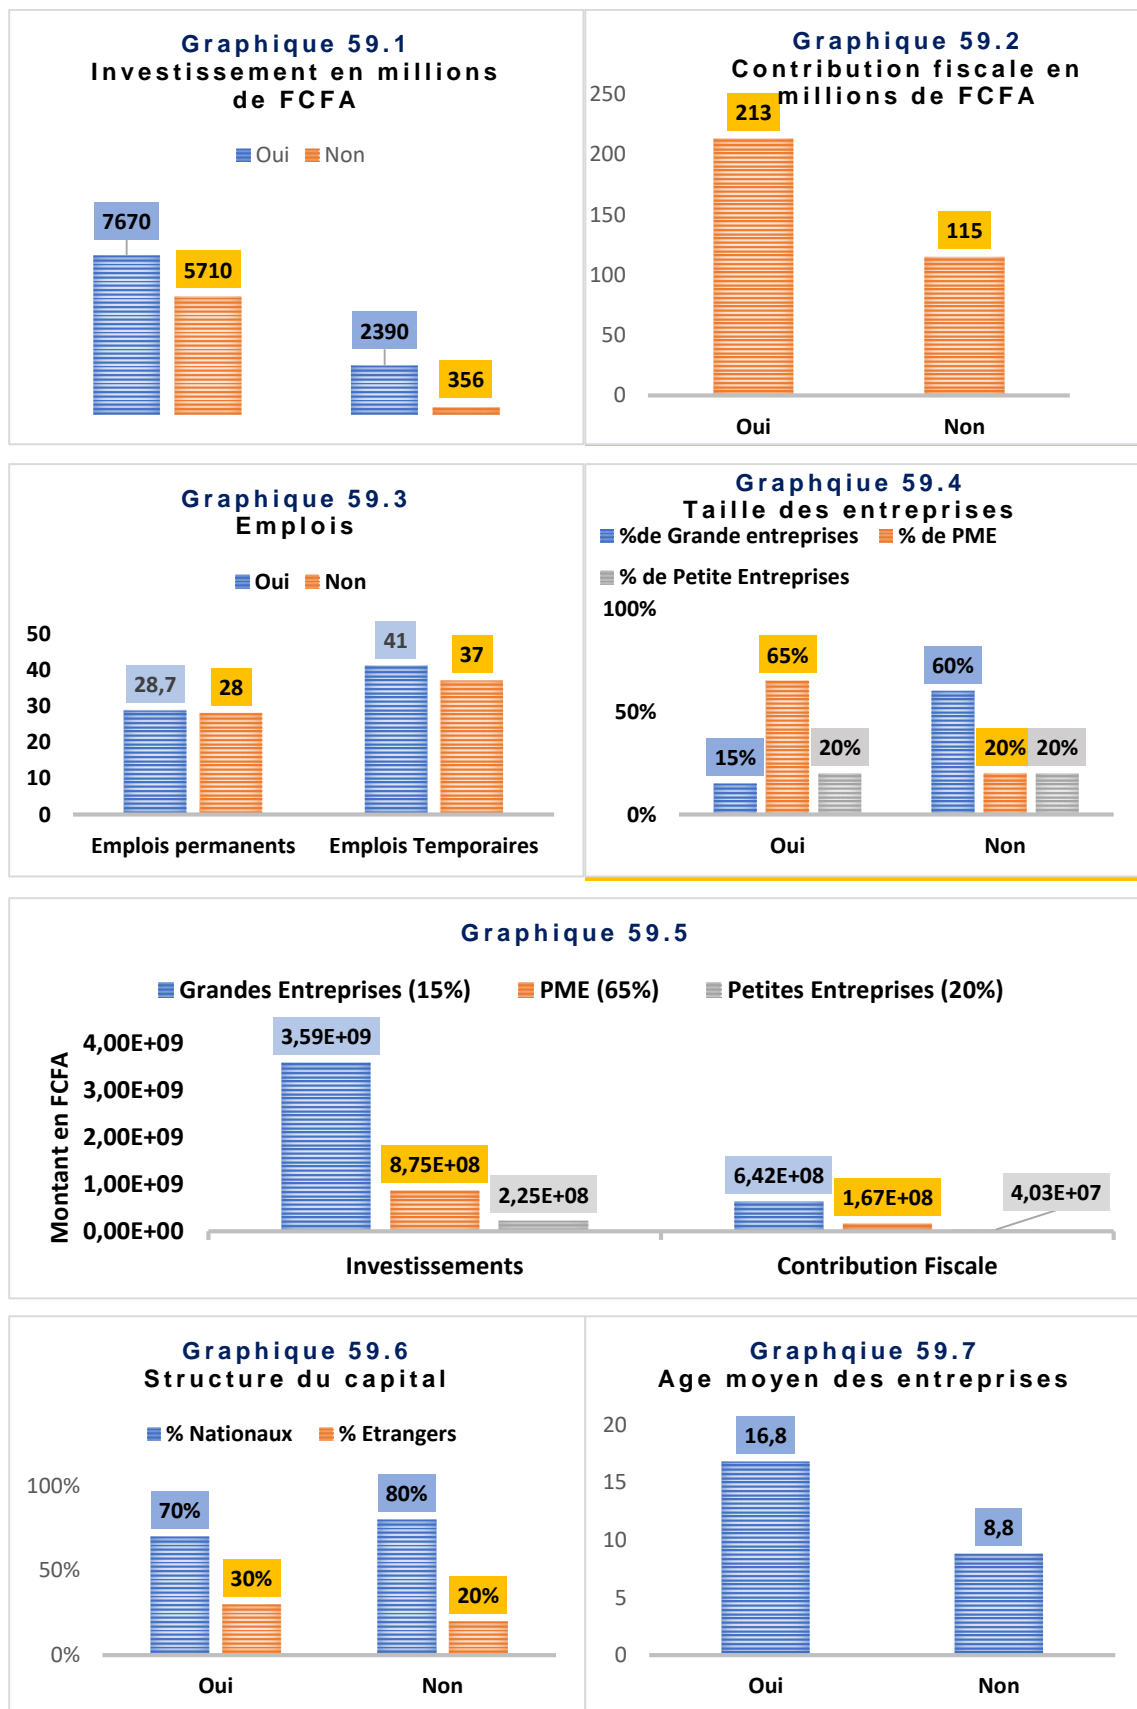 Graphique 59.1
Investissement en millions
de FCFA
Oui Non
7670
5710
2390
356
Graphique 59.2
Contribution fiscale en
millions de FCFA
250
200
150
100
50
0
213
115
Oui Non
Graphique 59.3
Emplois
Oui Non
50
40
30
20
10
0
28,7
28
41
37
Emplois permanents Emplois Temporaires
Graphqiue 59.4
Taille des entreprises
%de Grande entreprises % de PME
% de Petite Entreprises
100%
50%
0%
15%
65%
20%
60%
20%
20%
Oui Non
Graphique 59.5
Grandes Entreprises (15%) PME (65%) Petites Entreprises (20%)
Montant en FCFA
4,00E+09
3,00E+09
2,00E+09
1,00E+09
0,00E+00
3,59E+09
8,75E+08
2,25E+08
6,42E+08
1,67E+08
4,03E+07
Investissements Contribution Fiscale
Graphique 59.6
Structure du capital
% Nationaux % Etrangers
100%
50%
0%
70%
30%
80%
20%
Oui Non
Graphqiue 59.7
Age moyen des entreprises
20
15
10
5
0
16,8
8,8
Oui Non